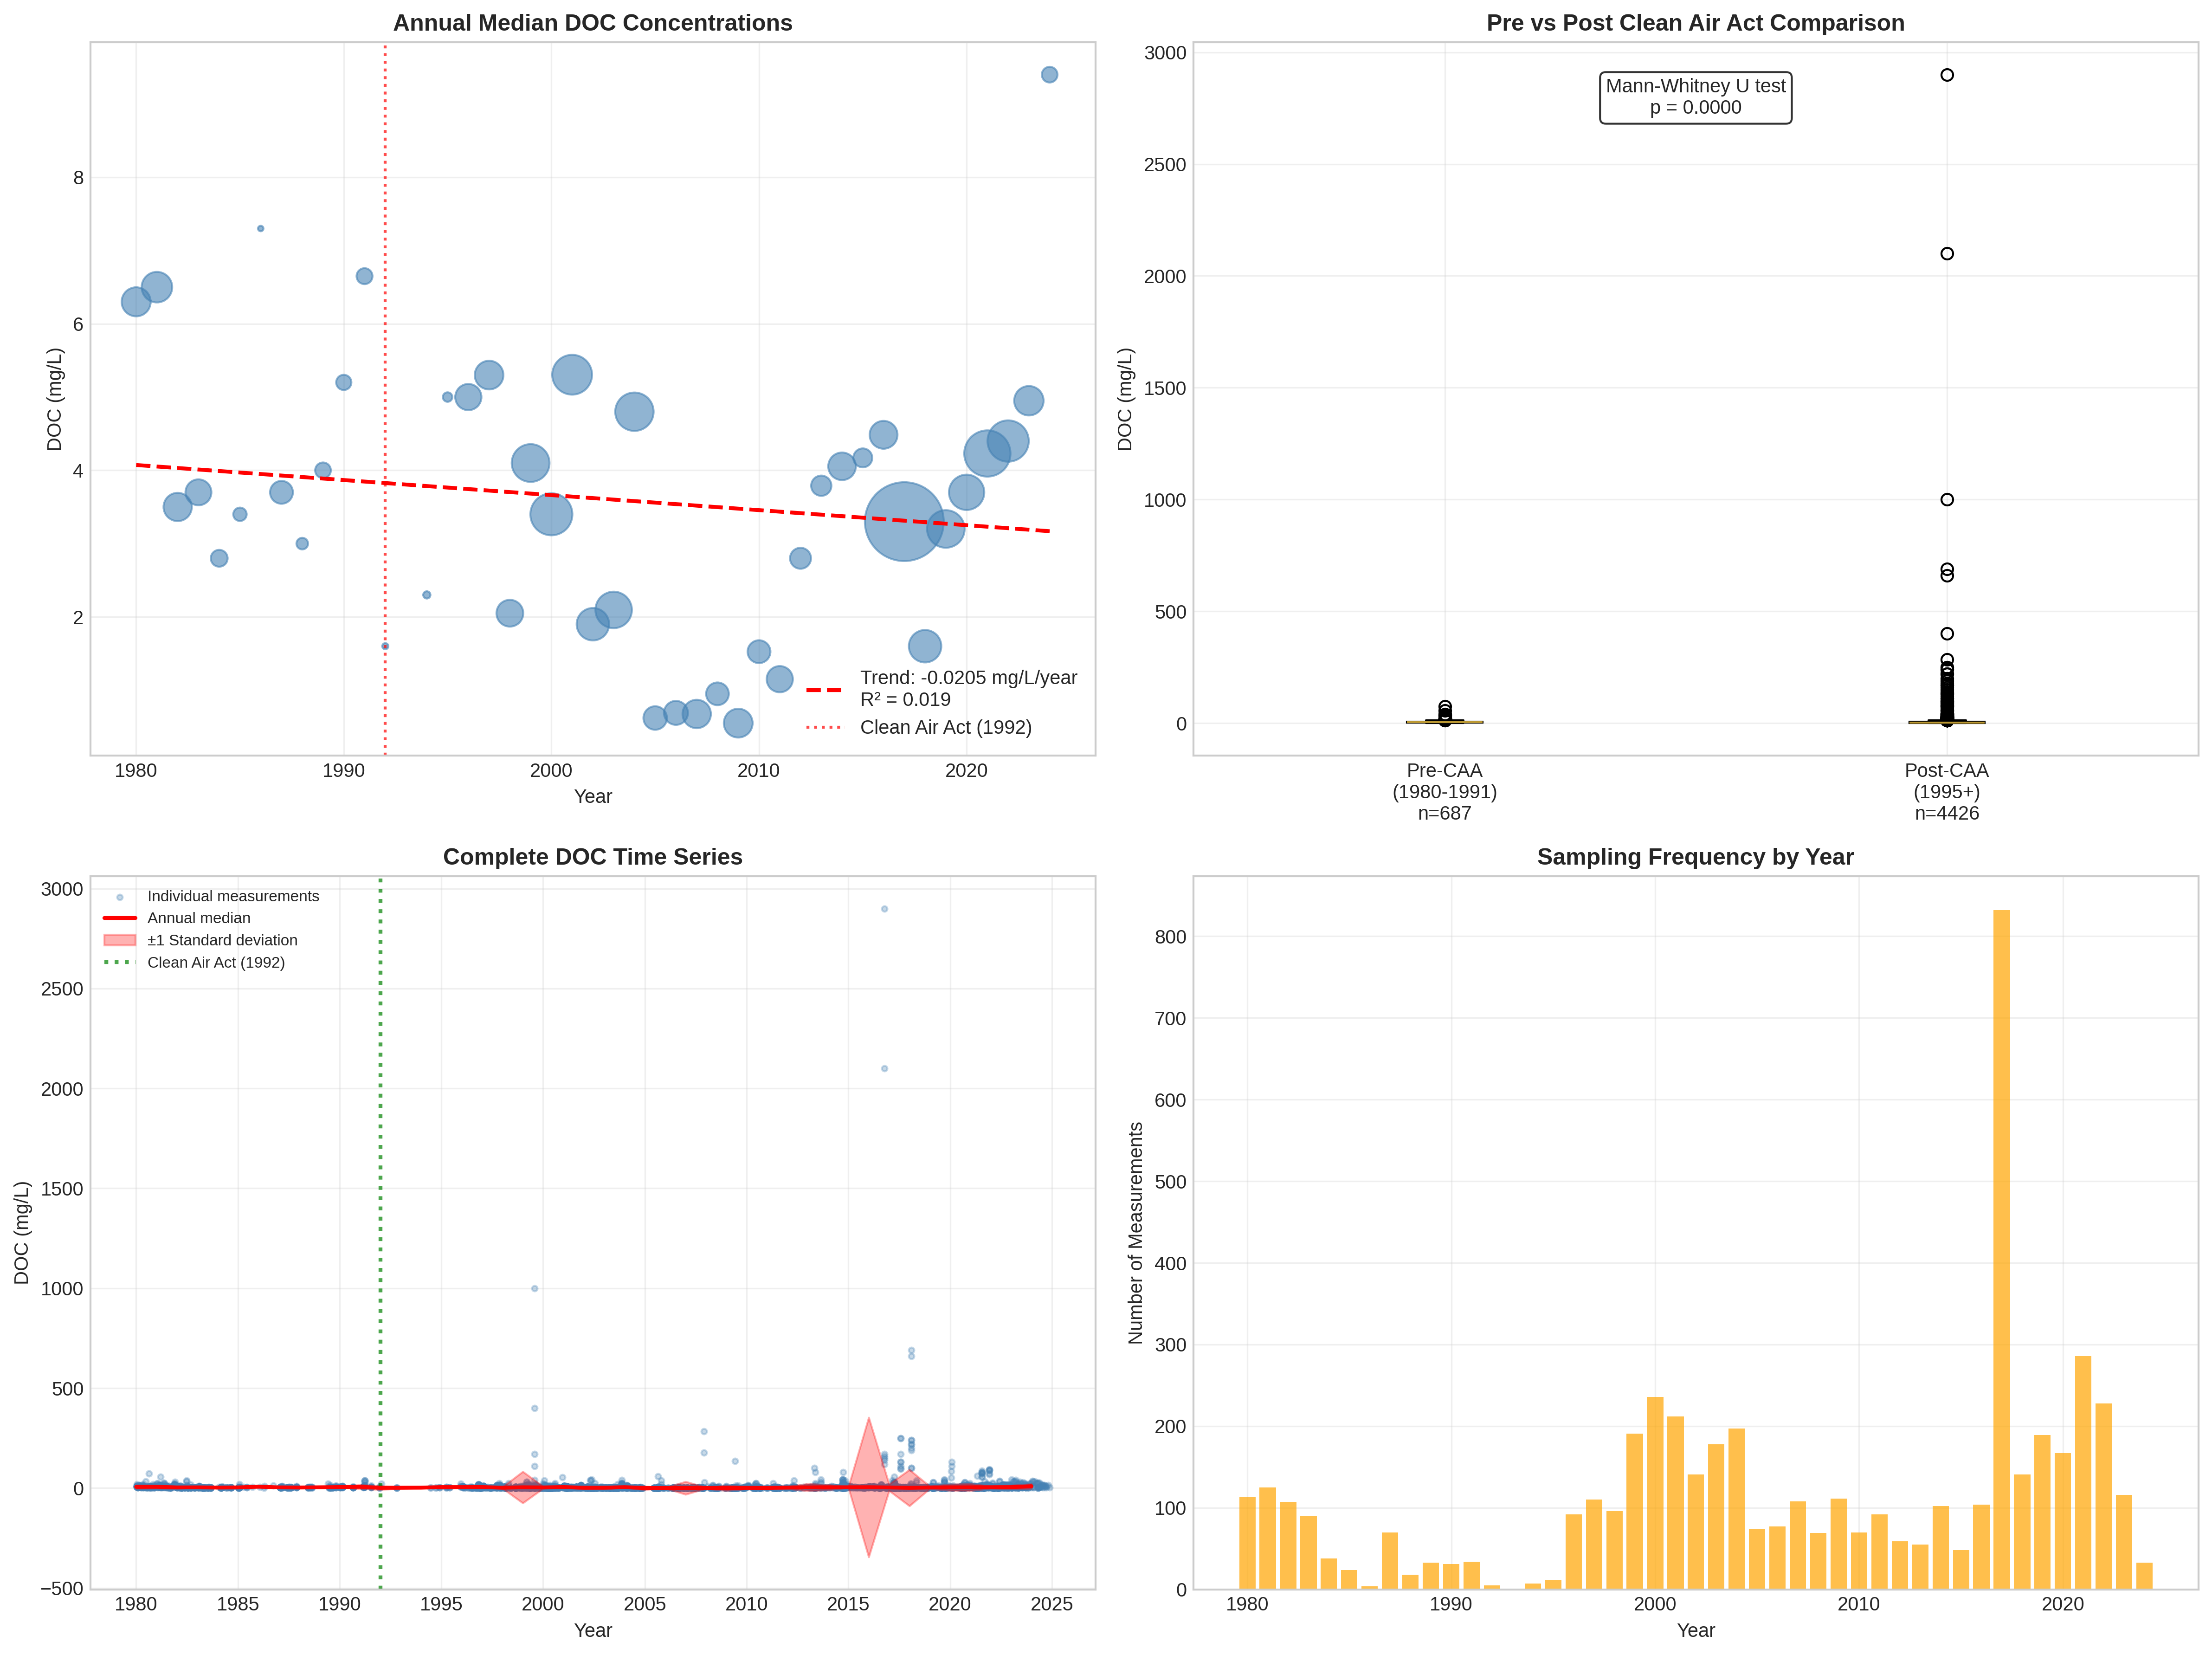 Annual Median DOC Concentrations
DOC (mg/L)
8
6
4
2
Trend: -0.0205 mg/L/year
R² = 0.019
Clean Air Act (1992)
1980
1990
2000
2010
2020
Year
Pre vs Post Clean Air Act Comparison
Mann-Whitney U test
p = 0.0000
DOC (mg/L)
3000
2500
2000
1500
1000
500
0
Pre-CAA
(1980-1991)
n=687
Post-CAA
(1995+)
n=4426
Complete DOC Time Series
Individual measurements
Annual median
±1 Standard deviation
Clean Air Act (1992)
DOC (mg/L)
3000
2500
2000
1500
1000
500
0
−500
1980
1985
1990
1995
2000
2005
2010
2015
2020
2025
Year
Sampling Frequency by Year
Number of Measurements
800
700
600
500
400
300
200
100
0
1980
1990
2000
2010
2020
Year